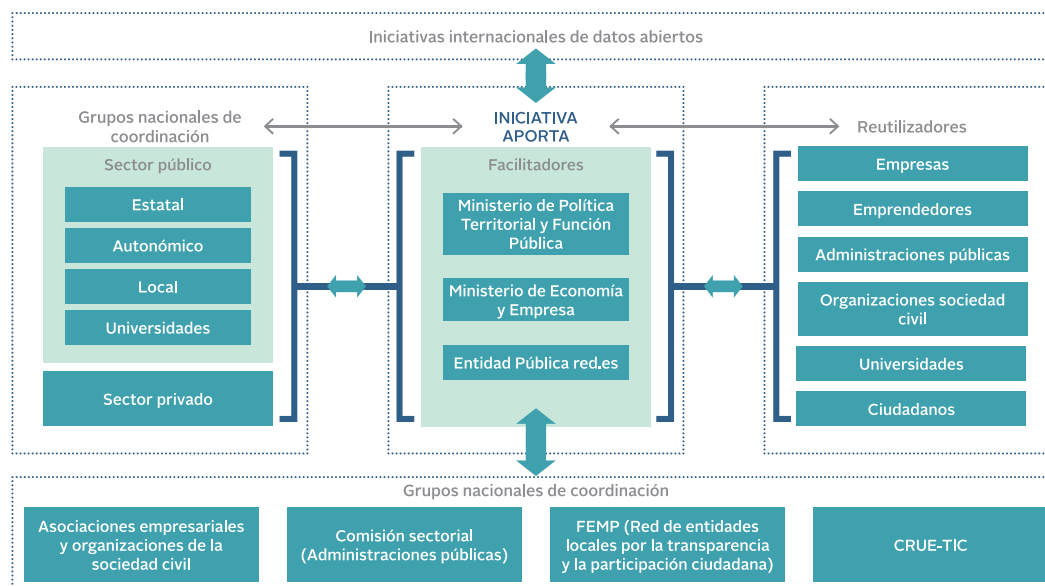 Iniciativas internacionales de datos abiertos
Grupos nacionales de
coordinación
Sector público
Estatal
Autonómico
Local
Universidades
Sector privado
INICIATIVA
APORTA
Facilitadores
Ministerio de Política
Territorial y Función
Pública
Ministerio de Economía
y Empresa
Entidad Pública red.es
Reutilizadores
Empresas
Emprendedores
Administraciones públicas
Organizaciones sociedad
civil
Universidades
Ciudadanos
Grupos nacionales de coordinación
Asociaciones empresariales
y organizaciones de la
sociedad civil
Comisión sectorial
(Administraciones públicas)
FEMP (Red de entidades
locales por la transparencia
y la participación ciudadana)
CRUE-TIC